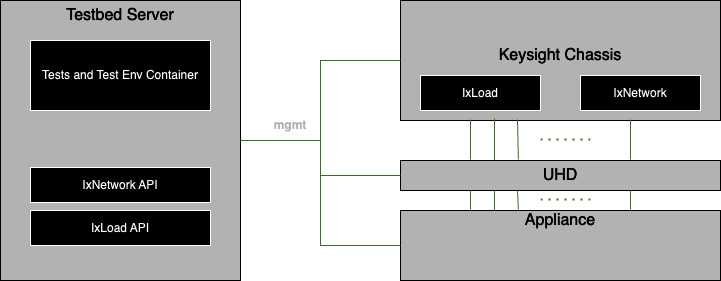 Testbed Server
Tests and Test Env Container
IxNetwork API
IxLoad API
mgmt
Keysight Chassis
IxLoad
IxNetwork
UHD
Appliance